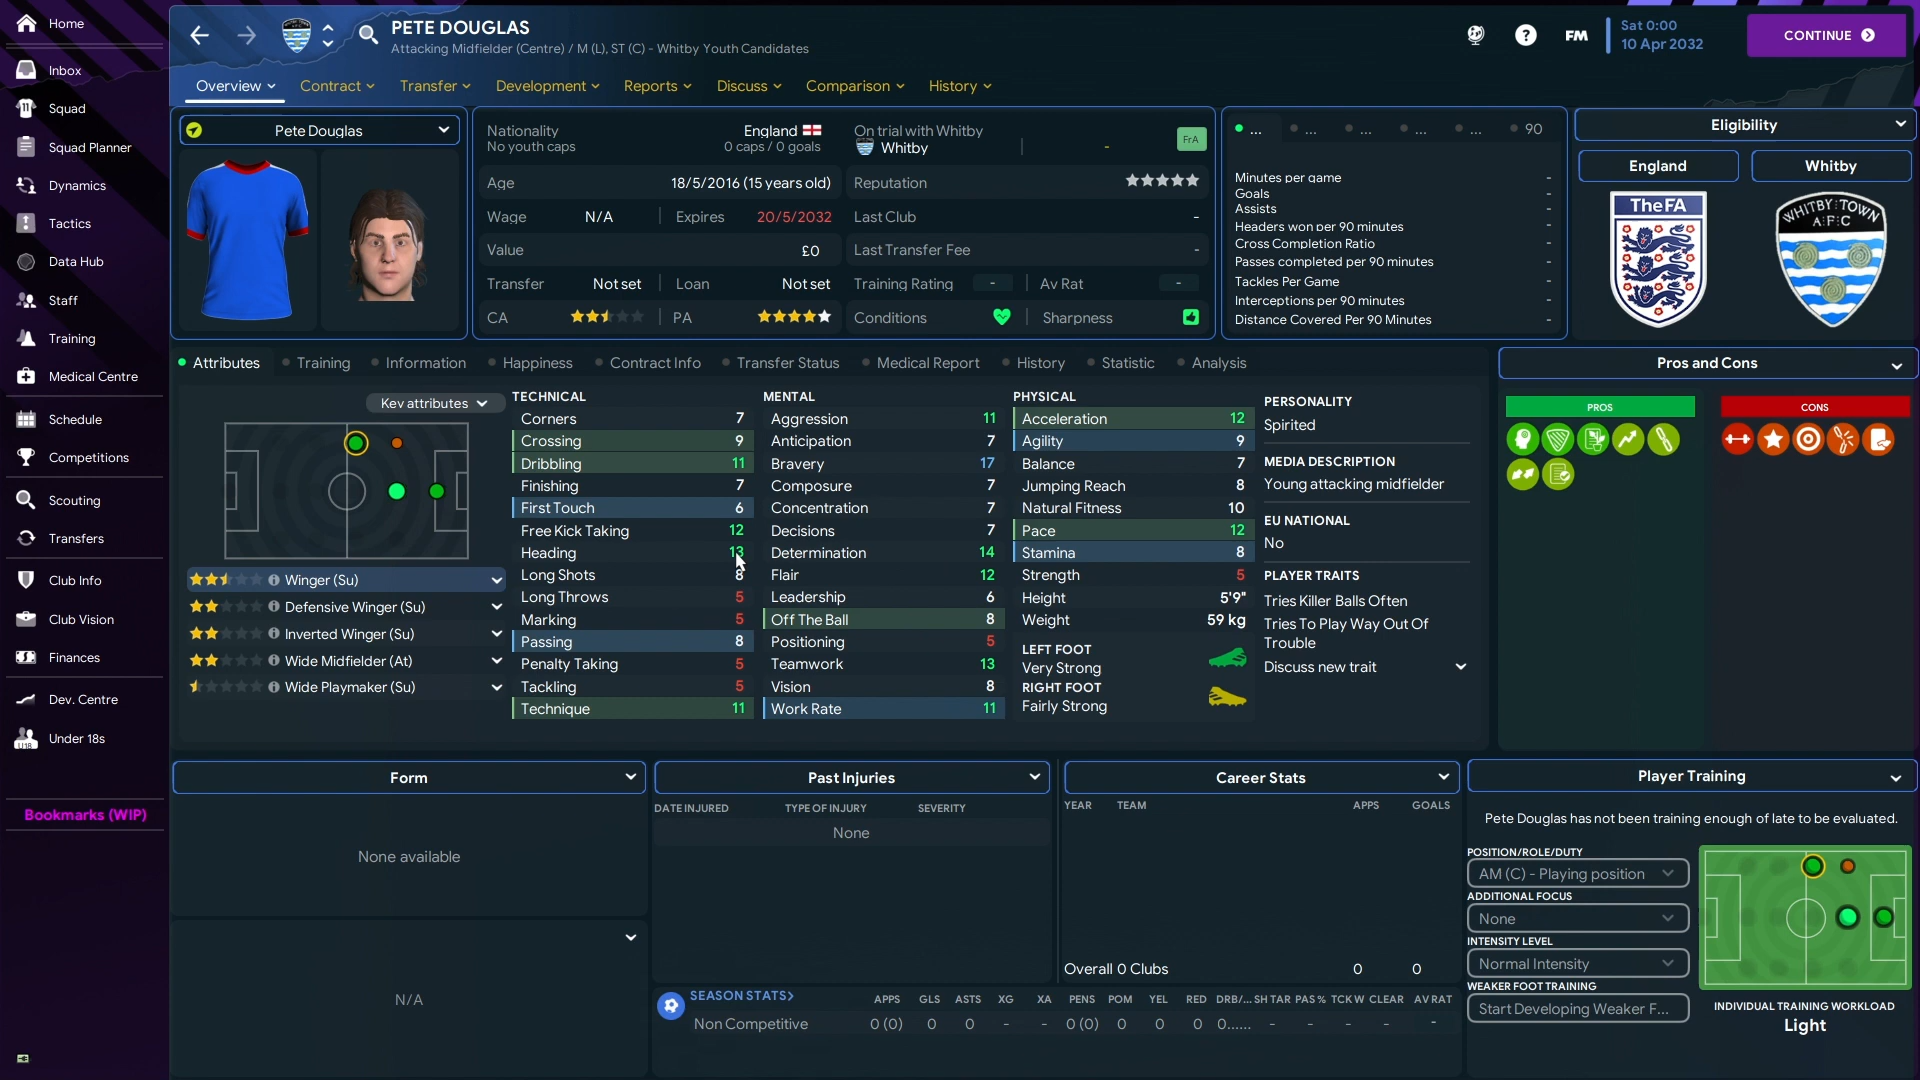 Home
Inbox
Squad
Squad Planner
Dynamics
Tactics
Data Hub
Staff
Training
Medical Centre
Schedule
Competitions
Scouting
Transfers
Club Info
Club Vision
Finances
Dev. Centre
Under 18s
Bookmarks (WIP)
PETE DOUGLAS
Attacking Midfielder (Centre) / M (L), ST (C) - Whitby Youth Candidates
FM
Sat 0:00
10 Apr 2032
CONTINUE
Overview
Contract
Transfer
Development
Reports
Discuss
Comparison
History
Pete Douglas
Nationality England
No youth caps 0 caps / 0 goals
Age 18/5/2016 (15 years old)
Wage N/A Expires 20/5/2032
Value £0
Transfer Not set Loan Not set
CA PA
On trial with Whitby
Whitby - FrA
Reputation
Last Club -
Last Transfer Fee -
Training Rating - Av Rat -
Conditions Sharpness
... ... ... ... ... 90
Minutes per game -
Goals -
Assists -
Headers won per 90 minutes -
Cross Completion Ratio -
Passes completed per 90 minutes -
Tackles Per Game -
Interceptions per 90 minutes -
Distance Covered Per 90 Minutes -
Eligibility
England Whitby
The FA
WHITBY TOWN
A.F.C
Attributes Training Information Happiness Contract Info Transfer Status Medical Report History Statistic Analysis
Key attributes
Winger (Su)
Defensive Winger (Su)
Inverted Winger (Su)
Wide Midfielder (At)
Wide Playmaker (Su)
TECHNICAL
Corners 7
Crossing 9
Dribbling 11
Finishing 7
First Touch 6
Free Kick Taking 12
Heading 13
Long Shots 8
Long Throws 5
Marking 5
Passing 8
Penalty Taking 5
Tackling 5
Technique 11
MENTAL
Aggression 11
Anticipation 7
Bravery 17
Composure 7
Concentration 7
Decisions 7
Determination 14
Flair 12
Leadership 6
Off The Ball 8
Positioning 5
Teamwork 13
Vision 8
Work Rate 11
PHYSICAL
Acceleration 12
Agility 9
Balance 7
Jumping Reach 8
Natural Fitness 10
Pace 12
Stamina 8
Strength 5
Height 5'9"
Weight 59 kg
LEFT FOOT
Very Strong
RIGHT FOOT
Fairly Strong
PERSONALITY
Spirited
MEDIA DESCRIPTION
Young attacking midfielder
EU NATIONAL
No
PLAYER TRAITS
Tries Killer Balls Often
Tries To Play Way Out Of
Trouble
Discuss new trait
Pros and Cons
PROS CONS
Form
None available
N/A
Past Injuries
DATE INJURED TYPE OF INJURY SEVERITY
None
Career Stats
YEAR TEAM APPS GOALS
Overall 0 Clubs 0 0
SEASON STATS> APPS GLS ASTS XG XA PENS POM YEL RED DRB/... SH TAR PAS % TCK W CLEAR AV RAT
Non Competitive 0 (0) 0 0 - - 0 (0) 0 0 0 0...... - - - - -
Player Training
Pete Douglas has not been training enough of late to be evaluated.
POSITION/ROLE/DUTY
AM (C) - Playing position
ADDITIONAL FOCUS
None
INTENSITY LEVEL
Normal Intensity
WEAKER FOOT TRAINING
Start Developing Weaker F...
INDIVIDUAL TRAINING WORKLOAD
Light